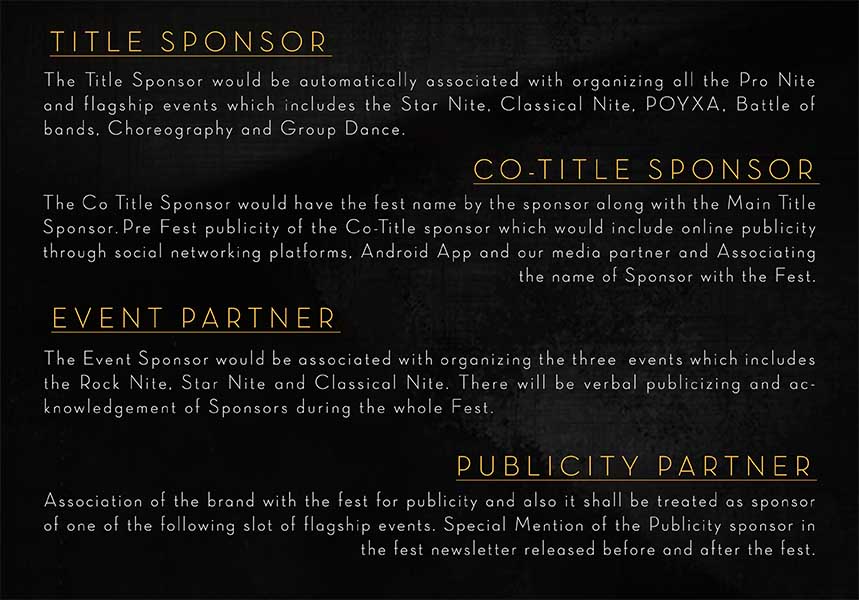 TITLE SPONSOR
The Title Sponsor would be automatically associated with organizing all the Pro Nite
and flagship events which includes the Star Nite, Classical Nite, POYXA, Battle of
bands, Choreography and Group Dance.
CO-TITLE SPONSOR
The Co Title Sponsor would have the fest name by the sponsor along with the Main Title
Sponsor. Pre Fest publicity of the Co-Title sponsor which would include online publicity
through social networking platforms, Android App and our media partner and Associating
the name of Sponsor with the Fest.
EVENT PARTNER
The Event Sponsor would be associated with organizing the three events which includes
the Rock Nite, Star Nite and Classical Nite. There will be verbal publicizing and ac-
knowledgement of Sponsors during the whole Fest.
PUBLICITY PARTNER
Association of the brand with the fest for publicity and also it shall be treated as sponsor
of one of the following slot of flagship events. Special Mention of the Publicity sponsor in
the fest newsletter released before and after the fest.